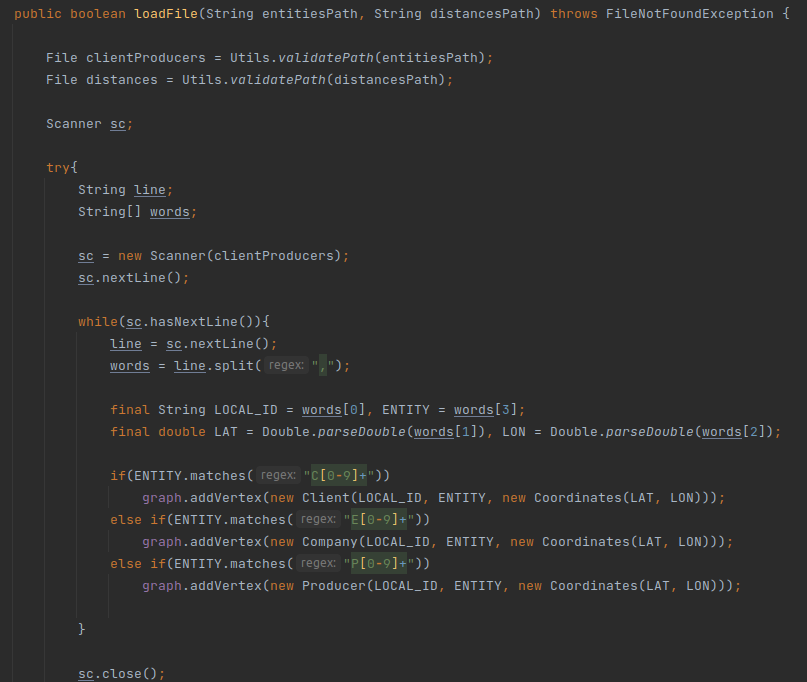 public boolean loadFile(String entitiesPath, String distancesPath) throws FileNotFoundException {
File clientProducers = Utils.validatePath(entitiesPath);
File distances = Utils.validatePath(distancesPath);
Scanner sc;
try{
String line;
String[] words;
sc = new Scanner(clientProducers);
sc.nextLine();
while(sc.hasNextLine()){
line = sc.nextLine();
words = line.split( regex: ",");
final String LOCAL_ID = words[0], ENTITY = words[3];
final double LAT = Double.parseDouble(words[1]), LON = Double.parseDouble(words[2]);
if(ENTITY.matches( regex: "C[0-9]+"))
graph.addVertex(new Client(LOCAL_ID, ENTITY, new Coordinates(LAT, LON)));
else if(ENTITY.matches( regex: "E[0-9]+"))
graph.addVertex(new Company(LOCAL_ID, ENTITY, new Coordinates(LAT, LON)));
else if(ENTITY.matches( regex: "P[0-9]+"))
graph.addVertex(new Producer(LOCAL_ID, ENTITY, new Coordinates(LAT, LON)));
}
sc.close();